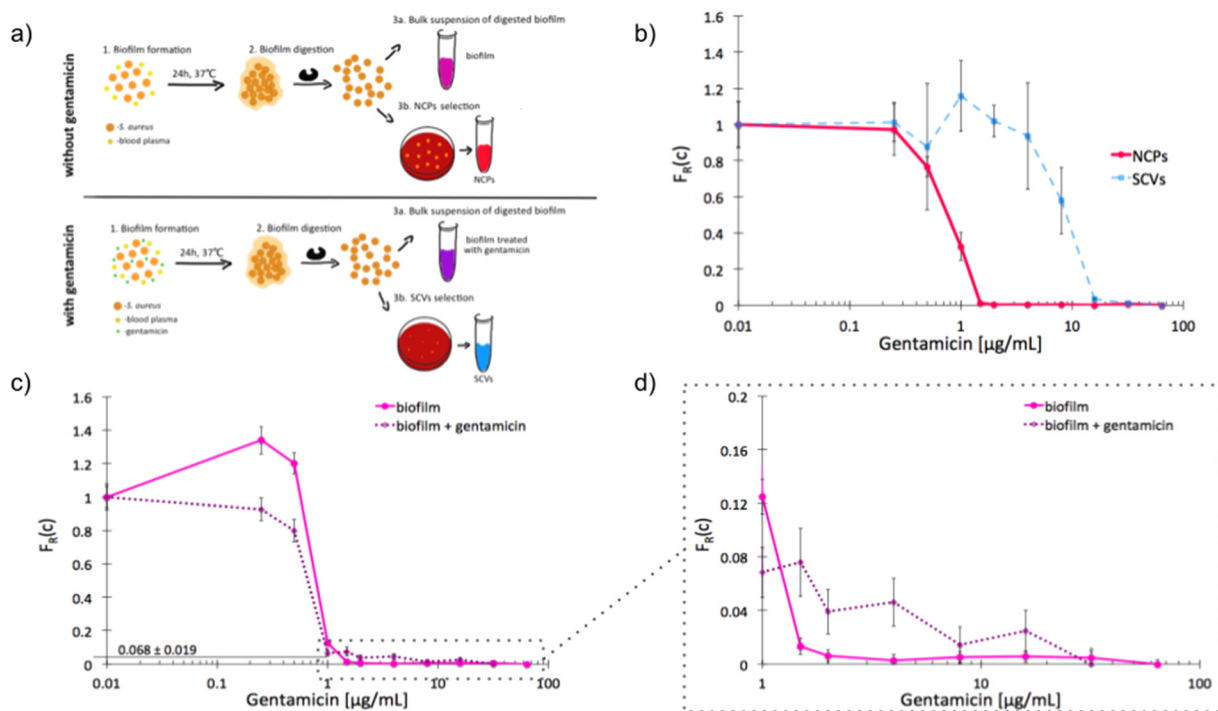 a)
without gentamicin
1. Biofilm formation
24h, 37℃
-S. aureus
-blood plasma
2. Biofilm digestion
3a. Bulk suspension of digested biofilm
biofilm
3b. NCPs selection
NCPs
with gentamicin
1. Biofilm formation
24h, 37℃
-S. aureus
-blood plasma
-gentamicin
2. Biofilm digestion
3a. Bulk suspension of digested biofilm
biofilm treated
with gentamicin
3b. SCVs selection
SCVs
b)
1.6
1.4
1.2
1
0.8
0.6
0.4
0.2
0
FR(c)
0.01
0.1
1
10
100
Gentamicin [µg/mL]
NCPs
SCVs
c)
1.6
1.4
1.2
1
0.8
0.6
0.4
0.2
0
FR(c)
0.068 ± 0.019
0.01
0.1
1
10
100
Gentamicin [µg/mL]
biofilm
biofilm + gentamicin
d)
0.2
0.16
0.12
0.08
0.04
0
FR(c)
1
10
100
Gentamicin [µg/mL]
biofilm
biofilm + gentamicin